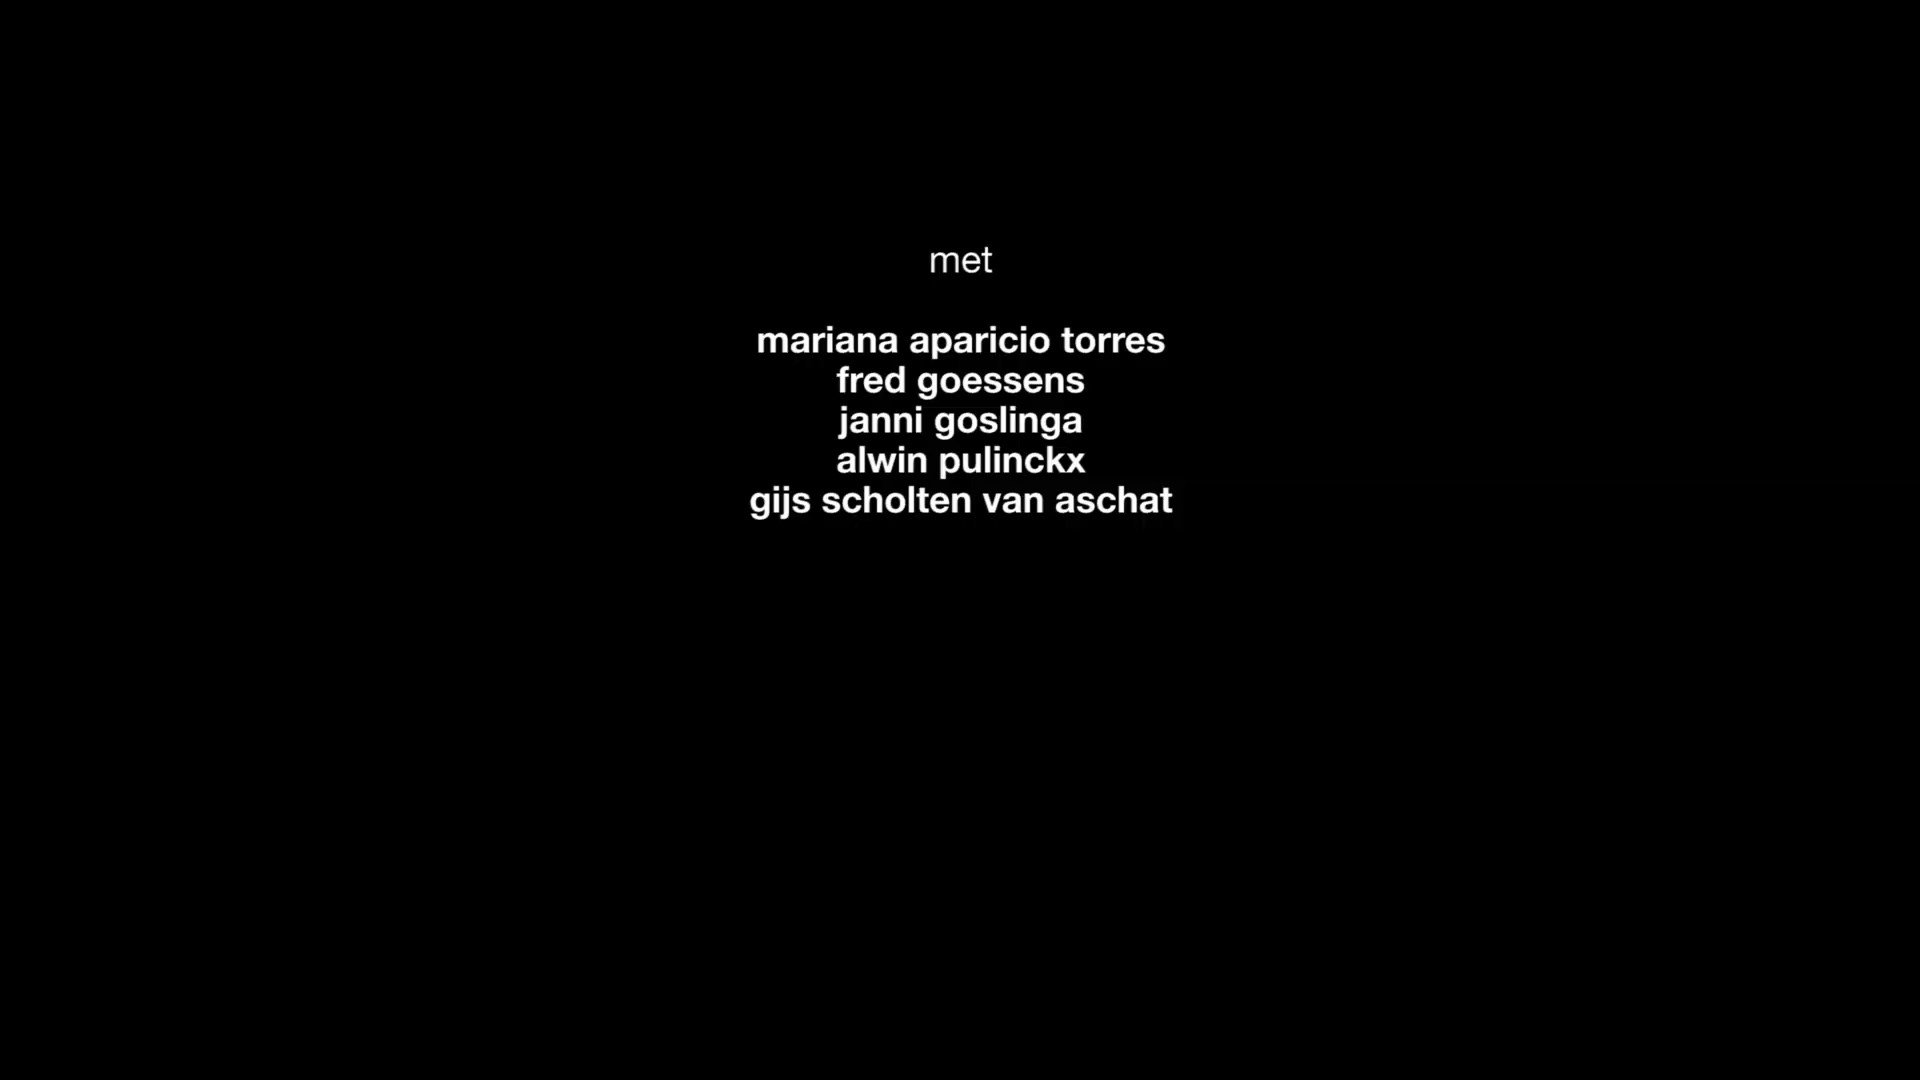 met
mariana aparicio torres
fred goessens
janni goslinga
alwin pulinckx
gijs scholten van aschat